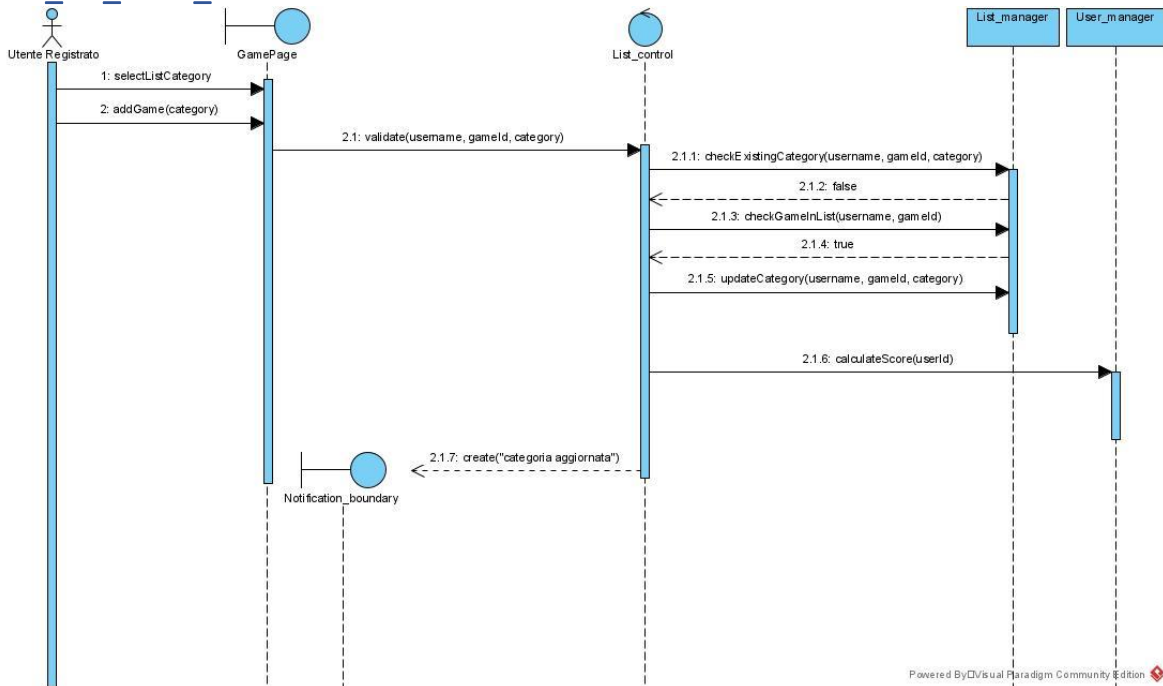 List_manager
User_manager
Utente Registrato
GamePage
List_control
1: selectListCategory
2: addGame(category)
2.1: validate(username, gameId, category)
2.1.1: checkExistingCategory(username, gameId, category)
2.1.2: false
2.1.3: checkGameInList(username, gameId)
2.1.4: true
2.1.5: updateCategory(username, gameId, category)
2.1.6: calculateScore(userId)
2.1.7: create("categoria aggiornata")
Notification_boundary
Powered By Visual Paradigm Community Edition